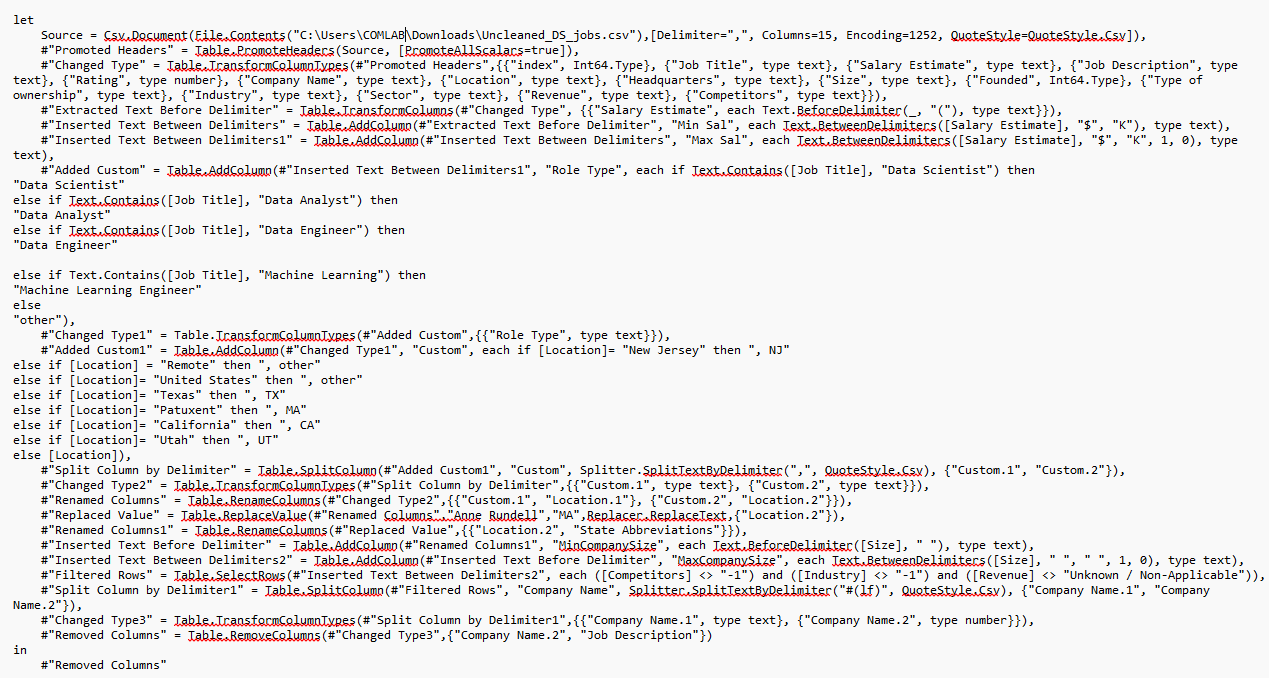 let
    Source = Csv.Document(File.Contents("C:\Users\COMLAB\Downloads\Uncleaned_DS_jobs.csv"),[Delimiter=",", Columns=15, Encoding=1252, QuoteStyle=QuoteStyle.Csv]),
    #"Promoted Headers" = Table.PromoteHeaders(Source, [PromoteAllScalars=true]),
    #"Changed Type" = Table.TransformColumnTypes(#"Promoted Headers",{{"index", Int64.Type}, {"Job Title", type text}, {"Salary Estimate", type text}, {"Job Description", type
text}, {"Rating", type number}, {"Company Name", type text}, {"Location", type text}, {"Headquarters", type text}, {"Size", type text}, {"Founded", Int64.Type}, {"Type of
ownership", type text}, {"Industry", type text}, {"Sector", type text}, {"Revenue", type text}, {"Competitors", type text}}),
    #"Extracted Text Before Delimiter" = Table.TransformColumns(#"Changed Type", {{"Salary Estimate", each Text.BeforeDelimiter(_, "("), type text}}),
    #"Inserted Text Between Delimiters" = Table.AddColumn(#"Extracted Text Before Delimiter", "Min Sal", each Text.BetweenDelimiters([Salary Estimate], "$", "K"), type text),
    #"Inserted Text Between Delimiters1" = Table.AddColumn(#"Inserted Text Between Delimiters", "Max Sal", each Text.BetweenDelimiters([Salary Estimate], "$", "K", 1, 0), type
text),
    #"Added Custom" = Table.AddColumn(#"Inserted Text Between Delimiters1", "Role Type", each if Text.Contains([Job Title], "Data Scientist") then
"Data Scientist"
else if Text.Contains([Job Title], "Data Analyst") then
"Data Analyst"
else if Text.Contains([Job Title], "Data Engineer") then
"Data Engineer"

else if Text.Contains([Job Title], "Machine Learning") then
"Machine Learning Engineer"
else
"other"),
    #"Changed Type1" = Table.TransformColumnTypes(#"Added Custom",{{"Role Type", type text}}),
    #"Added Custom1" = Table.AddColumn(#"Changed Type1", "Custom", each if [Location]= "New Jersey" then ", NJ"
else if [Location] = "Remote" then ", other"
else if [Location]= "United States" then ", other"
else if [Location]= "Texas" then ", TX"
else if [Location]= "Patuxent" then ", MA"
else if [Location]= "California" then ", CA"
else if [Location]= "Utah" then ", UT"
else [Location]),
    #"Split Column by Delimiter" = Table.SplitColumn(#"Added Custom1", "Custom", Splitter.SplitTextByDelimiter(",", QuoteStyle.Csv), {"Custom.1", "Custom.2"}),
    #"Changed Type2" = Table.TransformColumnTypes(#"Split Column by Delimiter",{{"Custom.1", type text}, {"Custom.2", type text}}),
    #"Renamed Columns" = Table.RenameColumns(#"Changed Type2",{{"Custom.1", "Location.1"}, {"Custom.2", "Location.2"}}),
    #"Replaced Value" = Table.ReplaceValue(#"Renamed Columns","Anne Rundell","MA",Replacer.ReplaceText,{"Location.2"}),
    #"Renamed Columns1" = Table.RenameColumns(#"Replaced Value",{{"Location.2", "State Abbreviations"}}),
    #"Inserted Text Before Delimiter" = Table.AddColumn(#"Renamed Columns1", "MinCompanySize", each Text.BeforeDelimiter([Size], " "), type text),
    #"Inserted Text Between Delimiters2" = Table.AddColumn(#"Inserted Text Before Delimiter", "MaxCompanySize", each Text.BetweenDelimiters([Size], " ", " ", 1, 0), type text),
    #"Filtered Rows" = Table.SelectRows(#"Inserted Text Between Delimiters2", each ([Competitors] <> "-1") and ([Industry] <> "-1") and ([Revenue] <> "Unknown / Non-Applicable")),
    #"Split Column by Delimiter1" = Table.SplitColumn(#"Filtered Rows", "Company Name", Splitter.SplitTextByDelimiter("#(lf)", QuoteStyle.Csv), {"Company Name.1", "Company
Name.2"}),
    #"Changed Type3" = Table.TransformColumnTypes(#"Split Column by Delimiter1",{{"Company Name.1", type text}, {"Company Name.2", type number}}),
    #"Removed Columns" = Table.RemoveColumns(#"Changed Type3",{"Company Name.2", "Job Description"})
in
    #"Removed Columns"